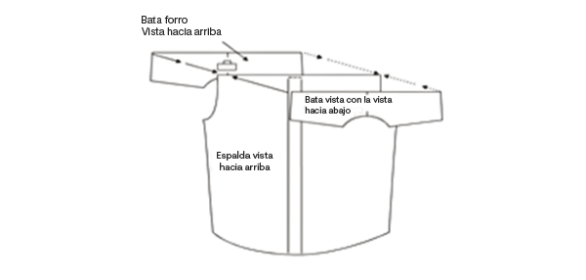 Bata forro
Vista hacia arriba
Bata vista con la vista
hacia abajo
Espalda vista
hacia arriba